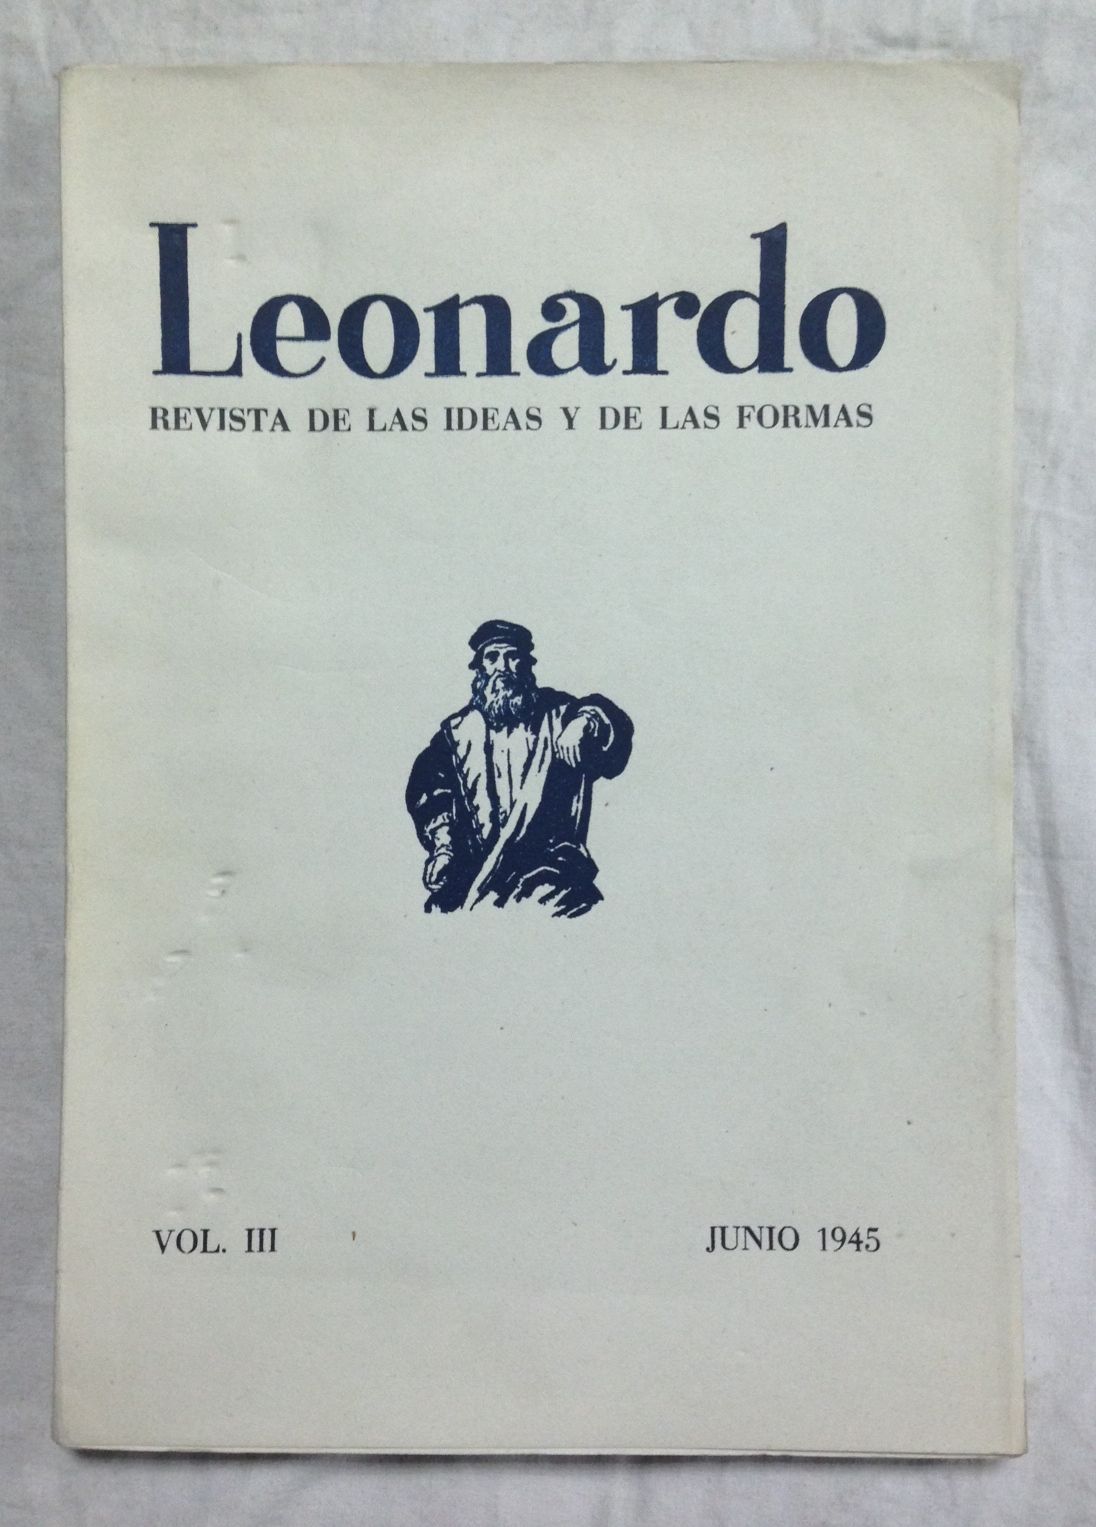 Leonardo
REVISTA DE LAS IDEAS Y DE LAS FORMAS
VOL. III
JUNIO 1945